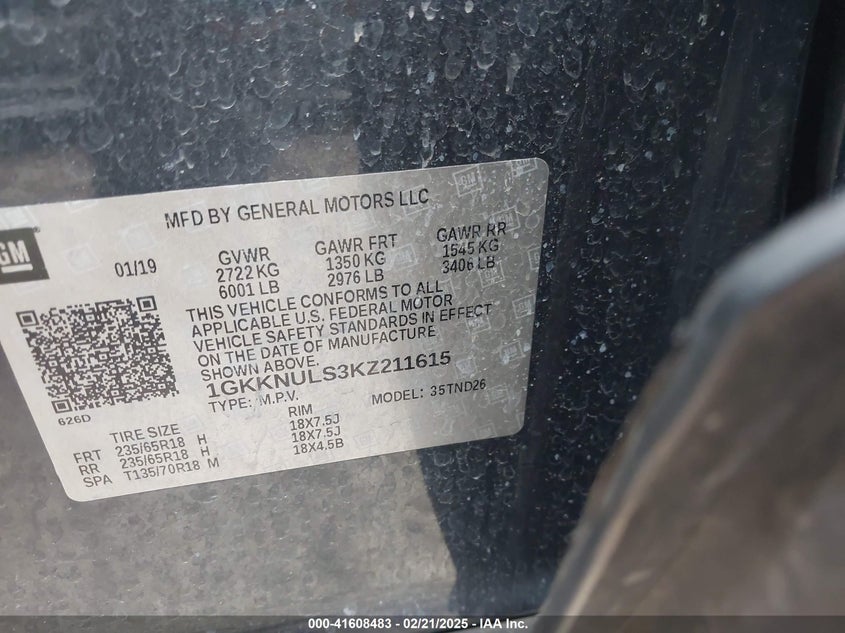 MFD BY GENERAL MOTORS LLC
GM
01/19
GVWR GAWR FRT GAWR RR
2722 KG 1350 KG 1545 KG
6001 LB 2976 LB 3406 LB
THIS VEHICLE CONFORMS TO ALL
APPLICABLE U.S. FEDERAL MOTOR
VEHICLE SAFETY STANDARDS IN EFFECT
ON THE DATE OF MANUFACTURE
SHOWN ABOVE.
1GKKNULS3KZ211615
TYPE: M.P.V. MODEL: 35TND26
626D
TIRE SIZE RIM
FRT 235/65R18 H 18X7.5J
RR 235/65R18 H 18X7.5J
SPA T135/70R18 M 18X4.5B
000-41608483 - 02/21/2025 - IAA Inc.